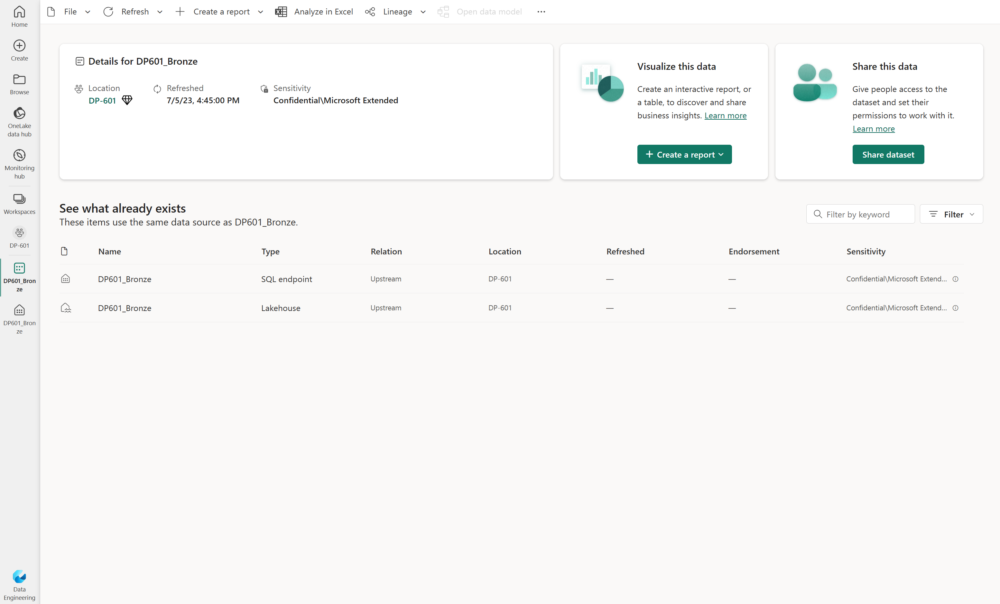 File
Refresh
Create a report
Analyze in Excel
Lineage
Open data model
Home
Create
Browse
OneLake
data hub
Monitoring
hub
Workspaces
DP-601
DP601_Bron
ze
DP601_Bron
ze
Data
Engineering
Details for DP601_Bronze
Location
DP-601
Refreshed
7/5/23, 4:45:00 PM
Sensitivity
Confidential\Microsoft Extended
Visualize this data
Create an interactive report, or
a table, to discover and share
business insights. Learn more
Create a report
Share this data
Give people access to the
dataset and set their
permissions to work with it.
Learn more
Share dataset
See what already exists
These items use the same data source as DP601_Bronze.
Filter by keyword
Filter
Name Type Relation Location Refreshed Endorsement Sensitivity
DP601_Bronze SQL endpoint Upstream DP-601 — — Confidential\Microsoft Extend...
DP601_Bronze Lakehouse Upstream DP-601 — — Confidential\Microsoft Extend...